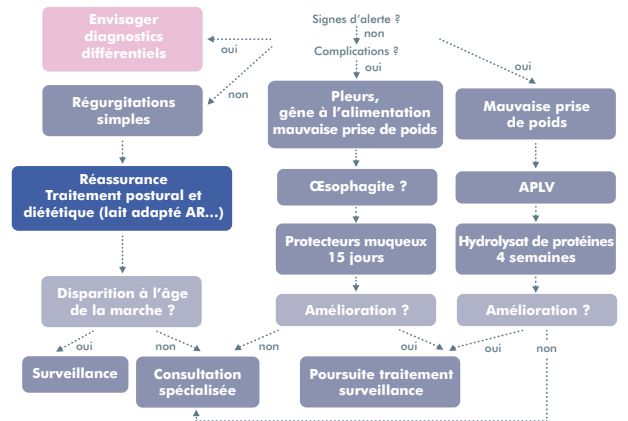 Envisager
diagnostics
différentiels
Signes d'alerte ?
non
Complications ?
oui
oui
oui
non
Régurgitations
simples
Pleurs,
gêne à l'alimentation
mauvaise prise de poids
Mauvaise prise
de poids
Réassurance
Traitement postural et
diététique (lait adapté AR...)
Œsophagite ?
APLV
Protecteurs muqueux
15 jours
Hydrolysat de protéines
4 semaines
Disparition à l'âge
de la marche ?
Amélioration ?
Amélioration ?
oui
non
non
oui
oui
non
Surveillance
Consultation
spécialisée
Poursuite traitement
surveillance